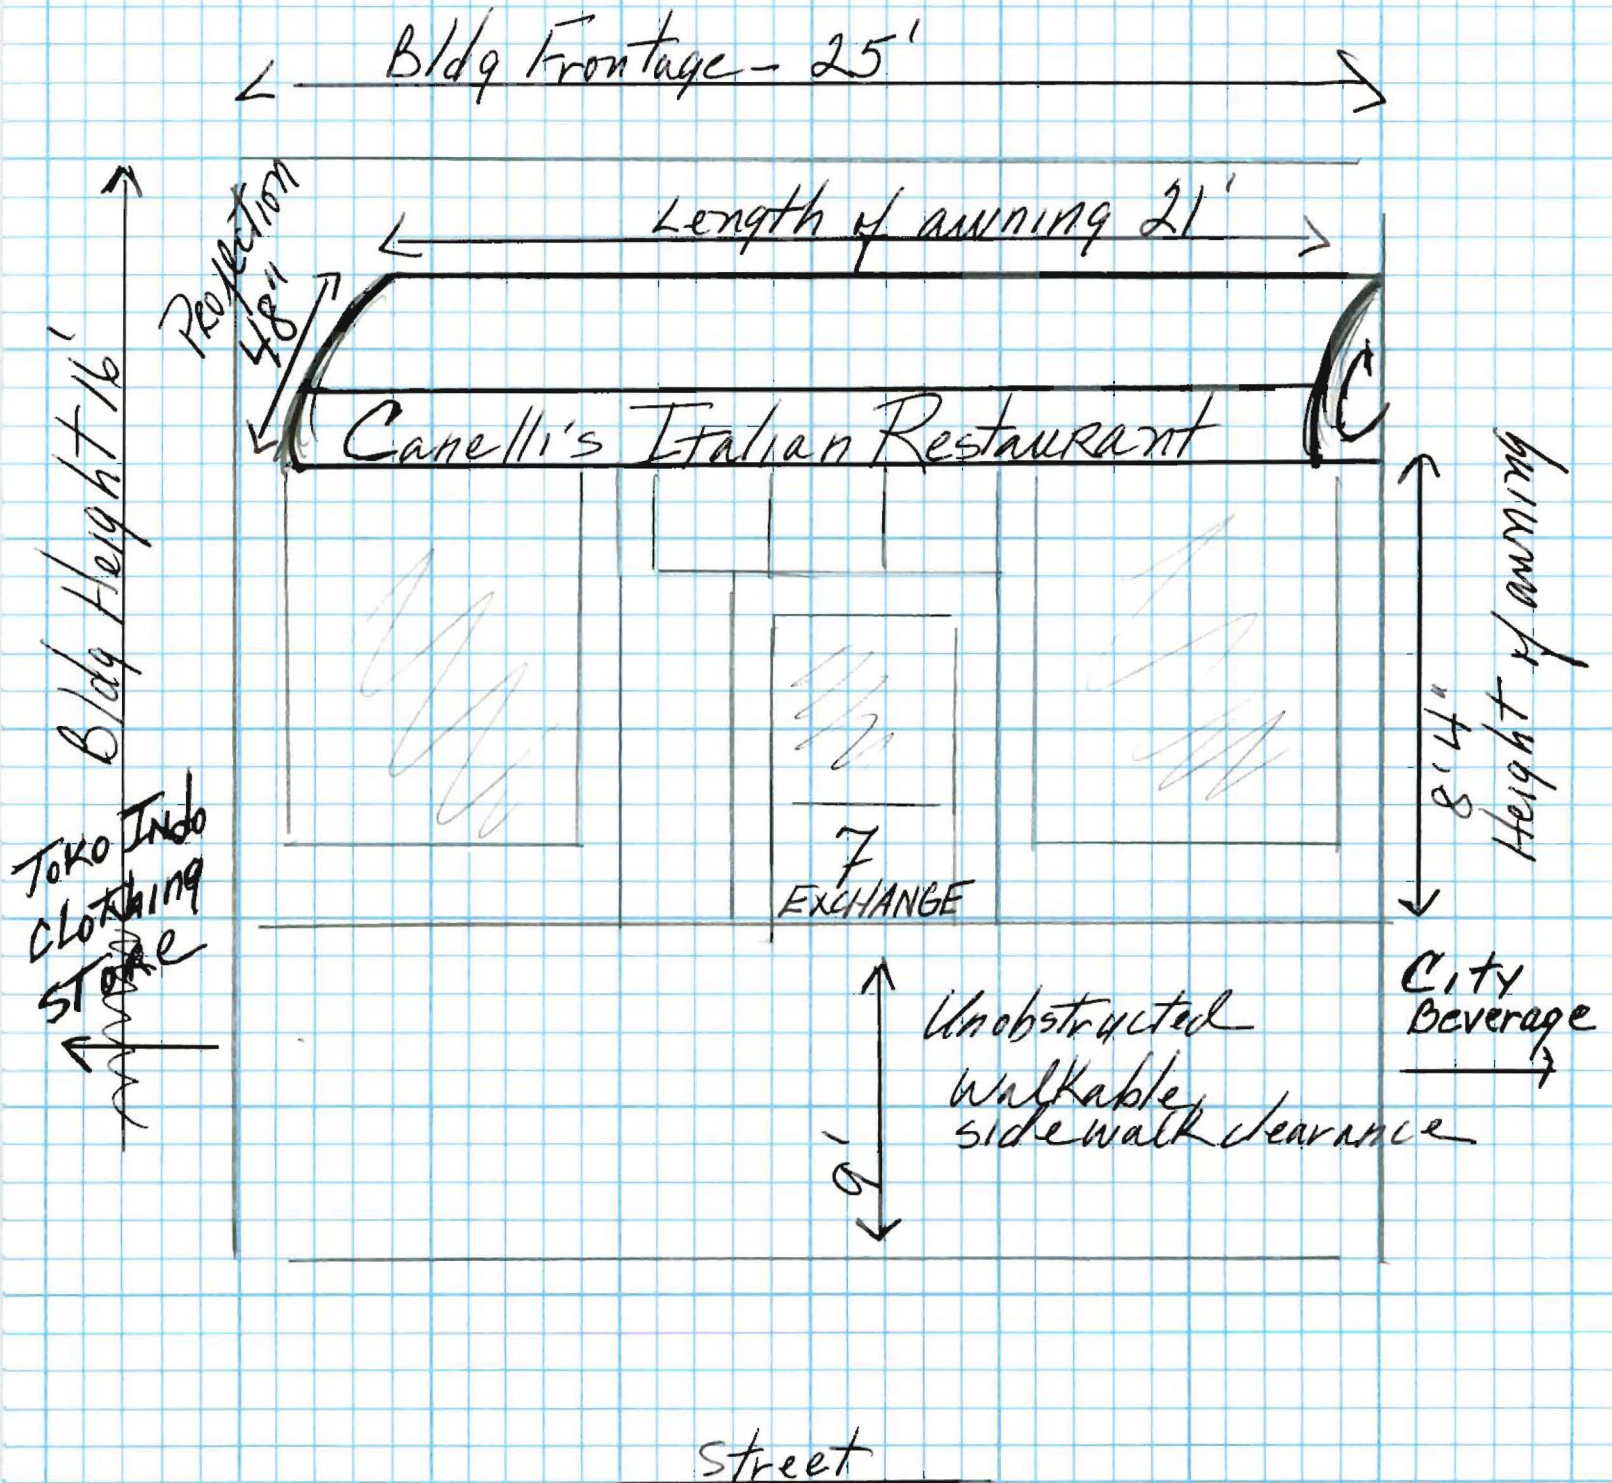 Bldg Frontage - 25'
Length of awning 21'
Projection
48"
Bldg Height 16'
Canelli's Italian Restaurant
C
8'4"
Height of awning
7
EXCHANGE
Toko Indo
Clothing
Store
City
Beverage
Unobstructed
walkable
sidewalk clearance
9'
Street